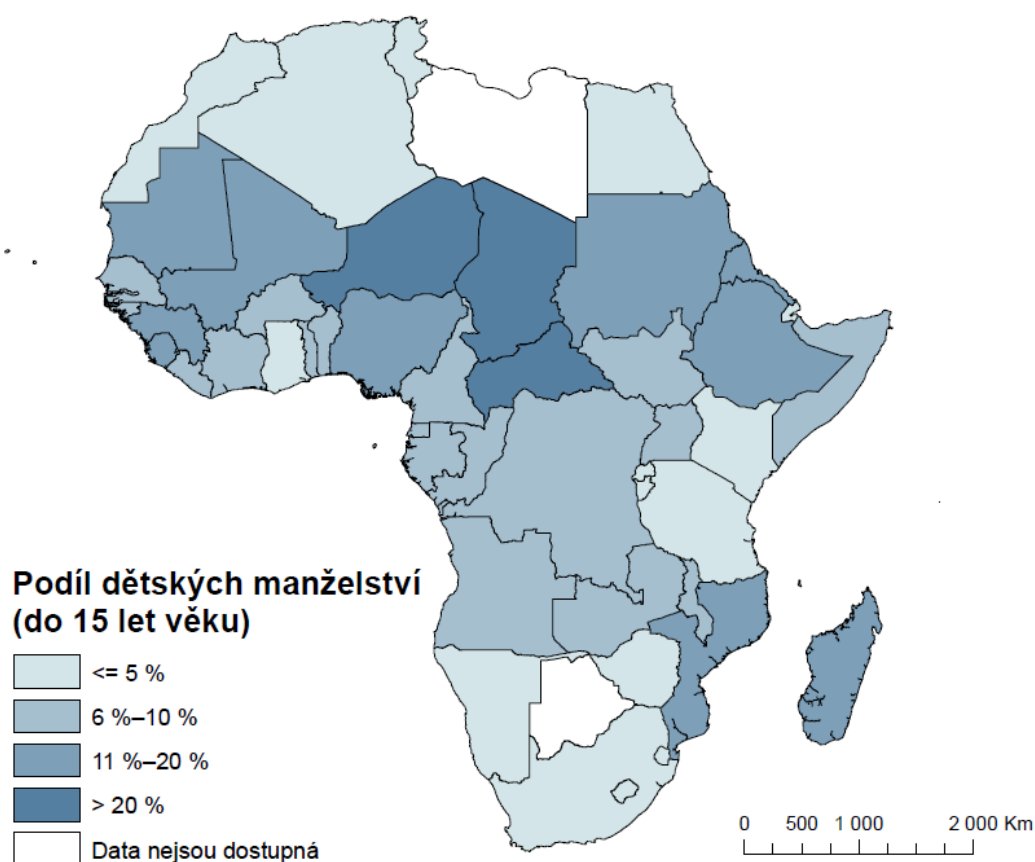 Podíl dětských manželství
(do 15 let věku)
<= 5 %
6 %–10 %
11 %–20 %
> 20 %
Data nejsou dostupná
0 500 1 000 2 000 Km